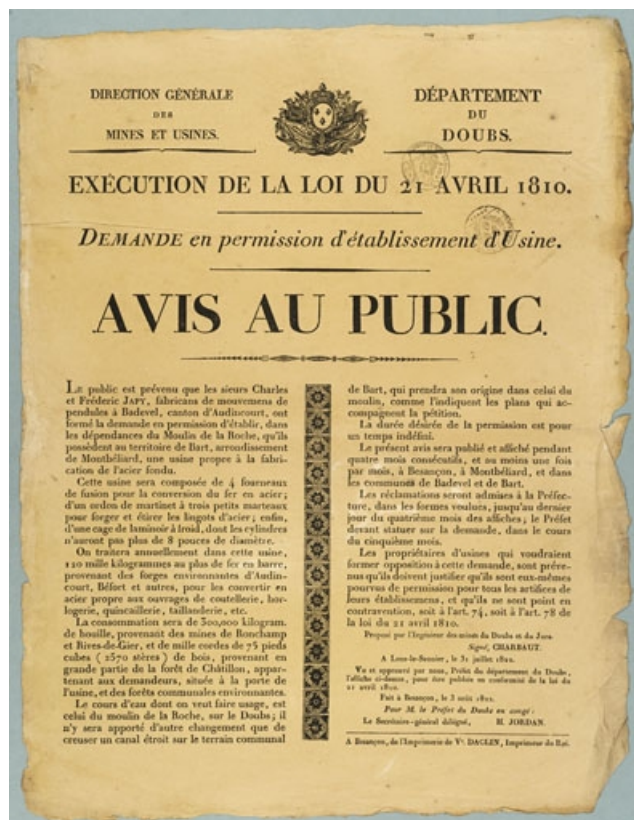 DIRECTION GÉNÉRALE
DES
MINES ET USINES.
DÉPARTEMENT
DU
DOUBS.
EXÉCUTION DE LA LOI DU 21 AVRIL 1810.
DEMANDE en permission d'établissement d'Usine.
AVIS AU PUBLIC.
LE public est prévenu que les sieurs Charles
et Fréderic JAPY, fabricans de mouvemens de
pendules à Badevel, canton d'Audincourt, ont
formé la demande en permission d'établir, dans
les dépendances du Moulin de la Roche, qu'ils
possèdent au territoire de Bart, arrondissement
de Montbéliard, une usine propre à la fabri-
cation de l'acier fondu.
Cette usine sera composée de 4 fourneaux
de fusion pour la conversion du fer en acier;
d'un ordon de martinet à trois petits marteaux
pour forger et étirer les lingots d'acier; enfin,
d'une cage de laminoir à froid, dont les cylindres
n'auront pas plus de 8 pouces de diamètre.
On traitera annuellement dans cette usine,
120 mille kilogrammes au plus de fer en barre,
provenant des forges environnantes d'Audin-
court, Béfort et autres, pour les convertir en
acier propre aux ouvrages de coutellerie, hor-
logerie, quincaillerie, taillanderie, etc.
La consommation sera de 300,000 kilogram.
de houille, provenant des mines de Ronchamp
et Rives-de-Gier, et de mille cordes de 75 pieds
cubes (2570 stères) de bois, provenant en
grande partie de la forêt de Châtillon, appar-
tenant aux demandeurs, située à la porte de
l'usine, et des forêts communales environnantes.
Le cours d'eau dont on veut faire usage, est
celui du moulin de la Roche, sur le Doubs; il
n'y sera apporté d'autre changement que de
creuser un canal étroit sur le terrain communal
de Bart, qui prendra son origine dans celui du
moulin, comme l'indiquent les plans qui ac-
compagnent la pétition.
La durée désirée de la permission est pour
un temps indéfini.
Le présent avis sera publié et affiché pendant
quatre mois consécutifs, et au moins une fois
par mois, à Besançon, à Montbéliard, et dans
les communes de Badevel et de Bart.
Les réclamations seront admises à la Préfec-
ture, dans les formes voulues, jusqu'au dernier
jour du quatrième mois des affiches; le Préfet
devant statuer sur la demande, dans le cours
du cinquième mois.
Les propriétaires d'usines qui voudraient
former opposition à cette demande, sont préve-
nus qu'ils doivent justifier qu'ils sont eux-mêmes
pourvus de permission pour tous les artifices de
leurs établissemens, et qu'ils ne sont point en
contravention, soit à l'art. 74, soit à l'art. 78 de
la loi du 21 avril 1810.
Proposé par l'Ingénieur des mines du Doubs et du Jura.
Signé, CHARBAUT.
A Lons-le-Saunier, le 31 juillet
Vu et approuvé par nous, Préfet du département du Doubs,
l'affiche ci-dessus, pour être publiée en conformité de la loi du
21 avril 1810.
Fait à Besançon, le 3 août
Pour M. le Préfet du Doubs en congé:
Le Secrétaire-général délégué, H. JORDAN.
A Besançon, de l'Imprimerie de Vᵉ. DACLIN, Imprimeur du Roi.